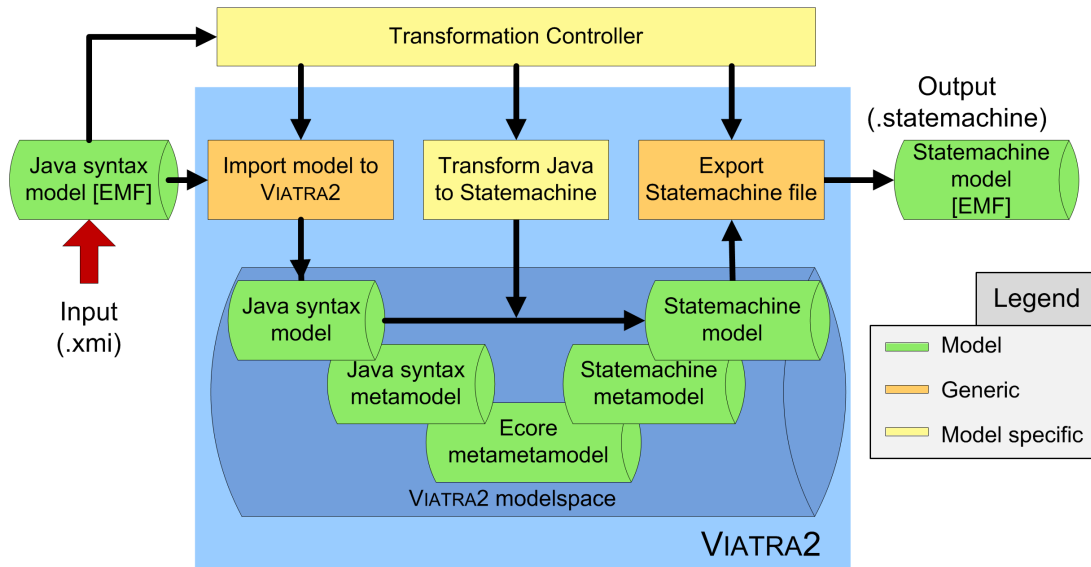 Transformation Controller
Output
(.statemachine)
Java syntax
model [EMF]
Import model to
VIATRA2
Transform Java
to Statemachine
Export
Statemachine file
Statemachine
model
[EMF]
Input
(.xmi)
Java syntax
model
Statemachine
model
Java syntax
metamodel
Statemachine
metamodel
Ecore
metametamodel
VIATRA2 modelspace
VIATRA2
Legend
Model
Generic
Model specific